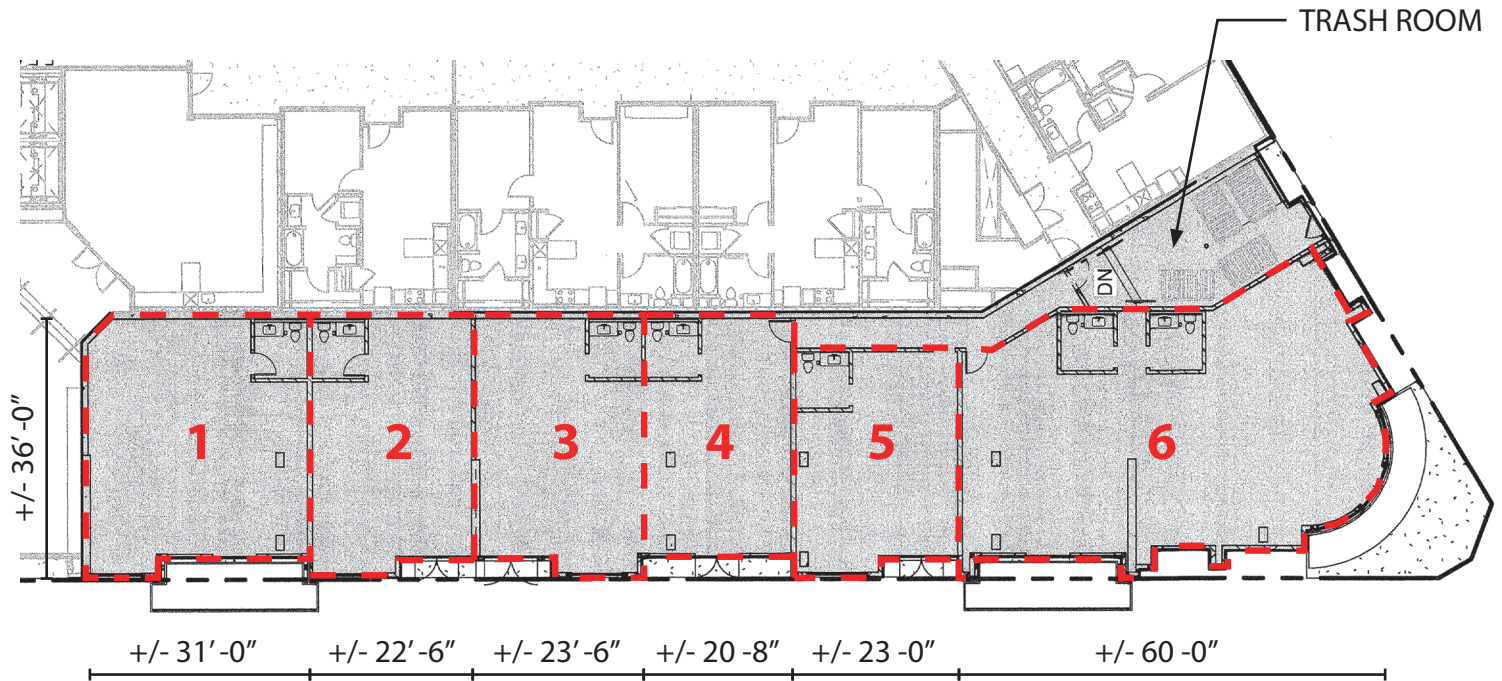 TRASH ROOM
DN
1
2
3
4
5
6
+/- 36’ -0”
+/- 31’ -0”
+/- 22’ -6”
+/- 23’ -6”
+/- 20 -8”
+/- 23 -0”
+/- 60 -0”